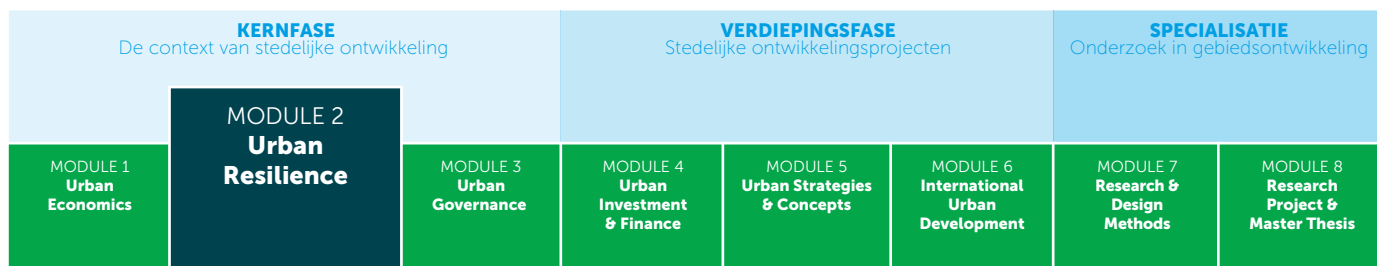 KERNFASE
De context van stedelijke ontwikkeling
VERDIEPINGSFASE
Stedelijke ontwikkelingsprojecten
SPECIALISATIE
Onderzoek in gebiedsontwikkeling
MODULE 1
Urban
Economics
MODULE 2
Urban
Resilience
MODULE 3
Urban
Governance
MODULE 4
Urban
Investment
& Finance
MODULE 5
Urban Strategies
& Concepts
MODULE 6
International
Urban
Development
MODULE 7
Research &
Design
Methods
MODULE 8
Research
Project &
Master Thesis